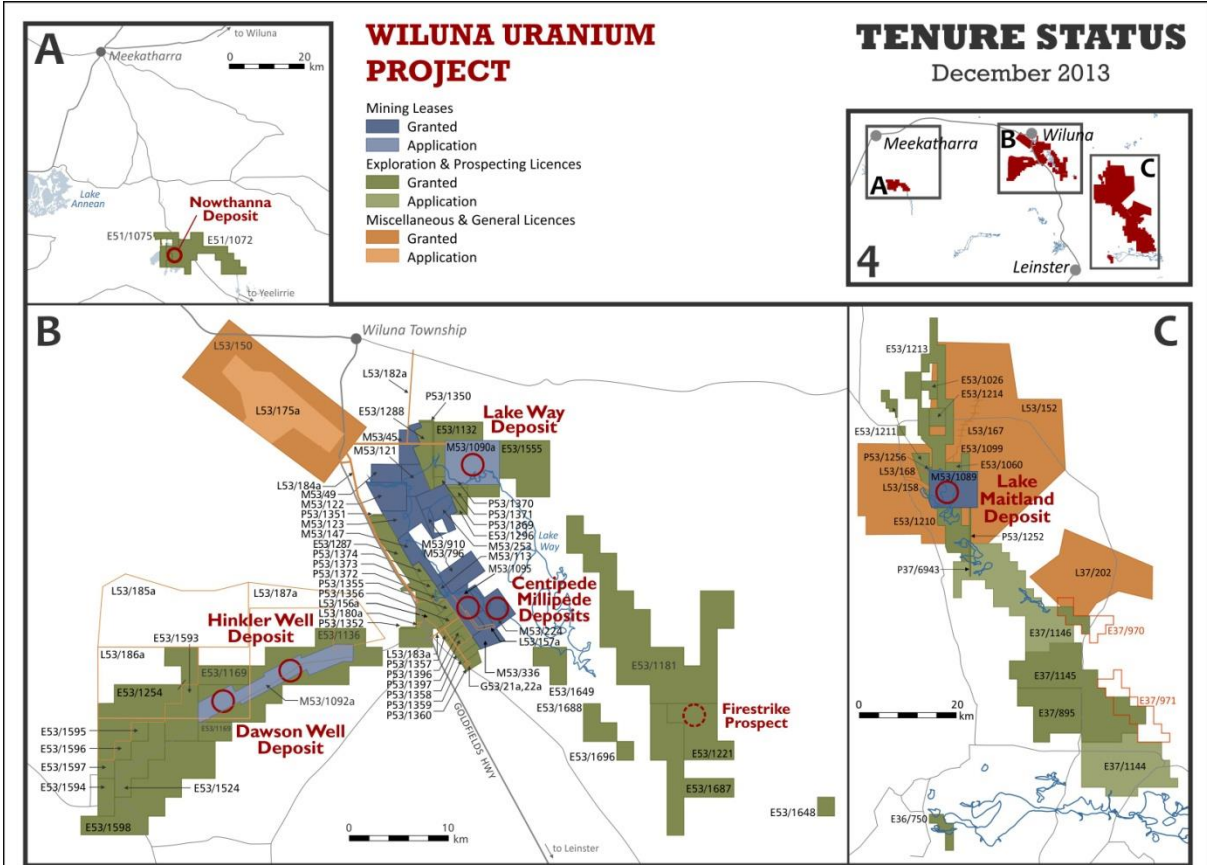 A
to Wiluna
Meekatharra
0 10 20
km
Lake
Annean
Nowthanna
Deposit
E51/1075
E51/1072
to Yeelirrie
WILUNA URANIUM
PROJECT
Mining Leases
Granted
Application
Exploration & Prospecting Licences
Granted
Application
Miscellaneous & General Licences
Granted
Application
TENURE STATUS
December 2013
Meekatharra
B
Wiluna
A
C
4
Leinster
B
Wiluna Township
L53/150
L53/175a
L53/182a
P53/1350
E53/1288
M53/45
M53/121
E53/1132
Lake Way
Deposit
M53/1090a
E53/1555
L53/184a
M53/49
M53/122
P53/1351
M53/123
M53/147
E53/1287
P53/1374
P53/1373
P53/1372
P53/1355
P53/1356
L53/156a
L53/180a
P53/1352
P53/1370
P53/1371
P53/1369
E53/1296
M53/253
M53/113
M53/1095
M53/910
M53/796
Lake
Way
Centipede
Millipede
Deposits
M53/224
L53/157a
M53/336
G53/21a,22a
L53/183a
P53/1357
P53/1396
P53/1397
P53/1358
P53/1359
P53/1360
GOLDFIELDS HWY
L53/185a
L53/187a
Hinkler Well
Deposit
E53/1136
E53/1593
L53/186a
E53/1169
E53/1254
M53/1092a
E53/1169
Dawson Well
Deposit
E53/1595
E53/1596
E53/1597
E53/1594
E53/1524
E53/1598
E53/1649
E53/1688
E53/1181
Firestrike
Prospect
E53/1696
E53/1221
E53/1687
E53/1648
0 10
km
to Leinster
C
E53/1213
E53/1026
E53/1214
L53/152
E53/1211
L53/167
E53/1099
P53/1256
E53/1060
L53/168
M53/1089
L53/158
Lake
Maitland
Deposit
E53/1210
P53/1252
P37/6943
L37/202
E37/1146
E37/970
E37/1145
E37/971
0 10 20
km
E37/895
E37/1144
E36/750